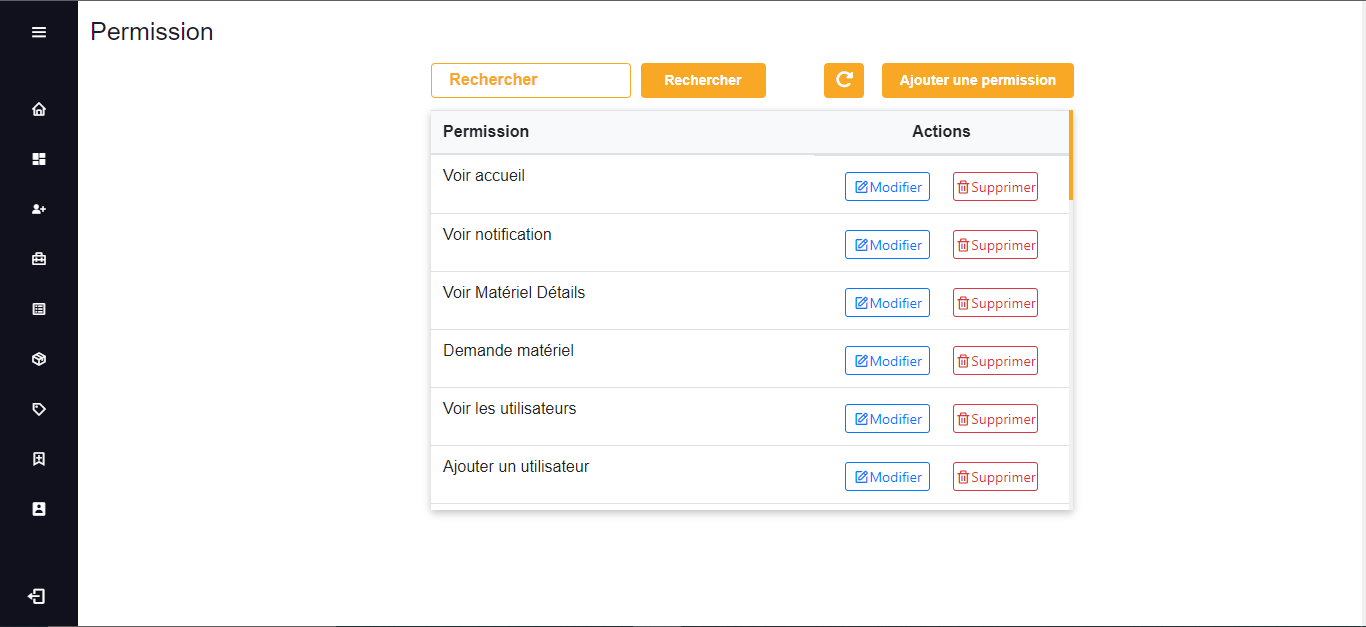 Permission
Rechercher Rechercher Ajouter une permission
Permission Actions
Voir accueil Modifier Supprimer
Voir notification Modifier Supprimer
Voir Matériel Détails Modifier Supprimer
Demande matériel Modifier Supprimer
Voir les utilisateurs Modifier Supprimer
Ajouter un utilisateur Modifier Supprimer